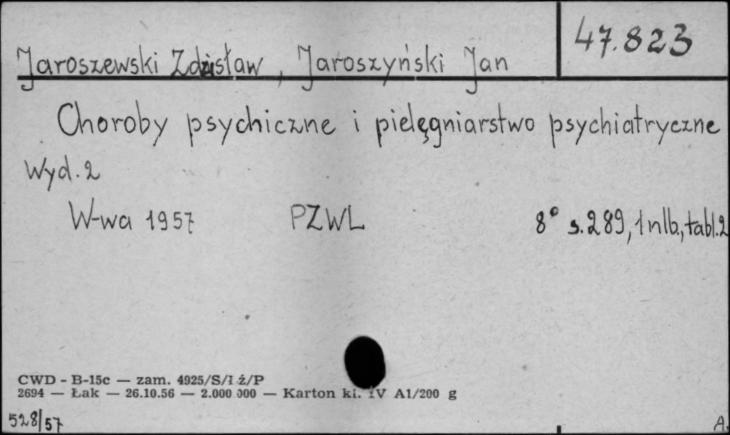 47.823
Jaroszewski Zdzisław, Jaroszyński Jan
Choroby psychiczne i pielęgniarstwo psychiatryczne
Wyd. 2
W-wa 1957 PZWL 8° s. 289, 1 nlb., tabl. 2
CWD - B-15c — zam. 4925/S/I ż/P
2694 — Łak — 26.10.56 — 2.000.000 — Karton kl. IV A1/200 g
528/57
A.